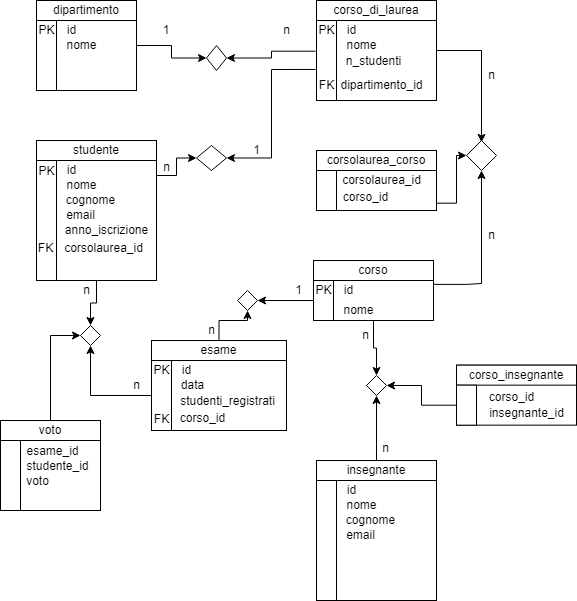 dipartimento
PK id
nome
1
n
corso_di_laurea
PK id
nome
n_studenti
FK dipartimento_id
n
studente
PK id
nome
cognome
email
anno_iscrizione
FK corsolaurea_id
n
1
corsolaurea_corso
corsolaurea_id
corso_id
n
n
corso
PK id
nome
1
n
n
esame
PK id
data
studenti_registrati
FK corso_id
n
corso_insegnante
corso_id
insegnante_id
voto
esame_id
studente_id
voto
n
insegnante
id
nome
cognome
email